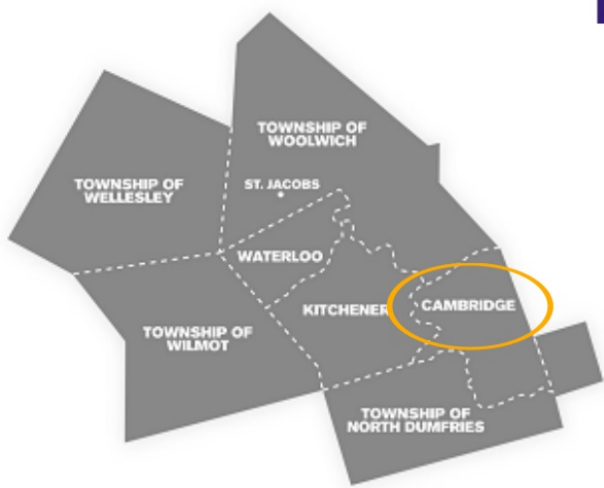 TOWNSHIP OF
WOOLWICH
TOWNSHIP OF
WELLESLEY
ST. JACOBS
WATERLOO
KITCHENER
CAMBRIDGE
TOWNSHIP OF
WILMOT
TOWNSHIP OF
NORTH DUMFRIES